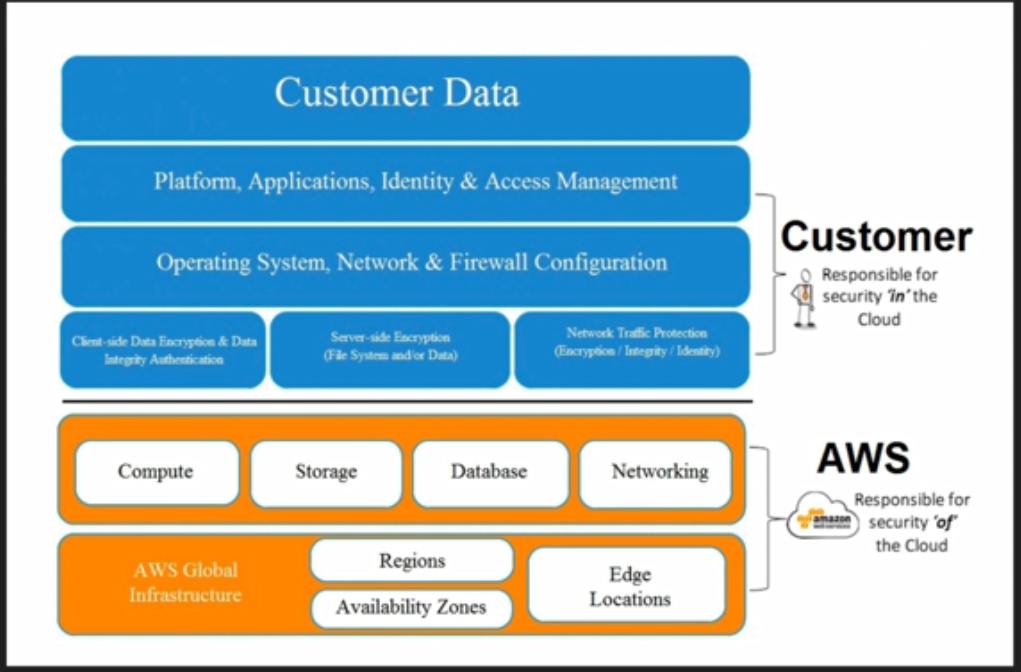 Customer Data
Platform, Applications, Identity & Access Management
Operating System, Network & Firewall Configuration
Client-side Data Encryption & Data
Integrity Authentication
Server-side Encryption
(File System and/or Data)
Network Traffic Protection
(Encryption / Integrity / Identity)
Customer
Responsible for
security ‘in’ the
Cloud
Compute
Storage
Database
Networking
AWS Global
Infrastructure
Regions
Availability Zones
Edge
Locations
AWS
amazon
webservices
Responsible for
security ‘of’
the Cloud